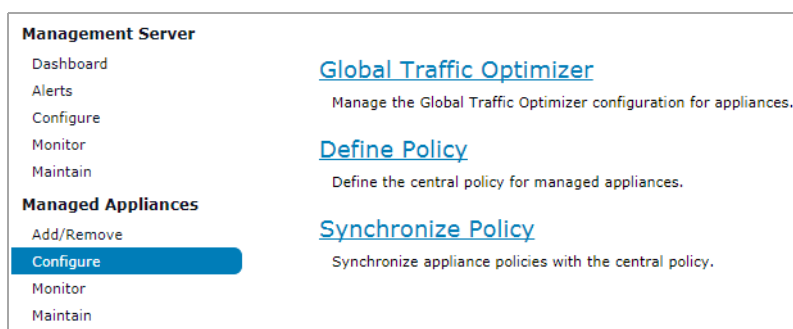 Management Server
Dashboard
Alerts
Configure
Monitor
Maintain
Managed Appliances
Add/Remove
Configure
Monitor
Maintain
Global Traffic Optimizer
Manage the Global Traffic Optimizer configuration for appliances.
Define Policy
Define the central policy for managed appliances.
Synchronize Policy
Synchronize appliance policies with the central policy.